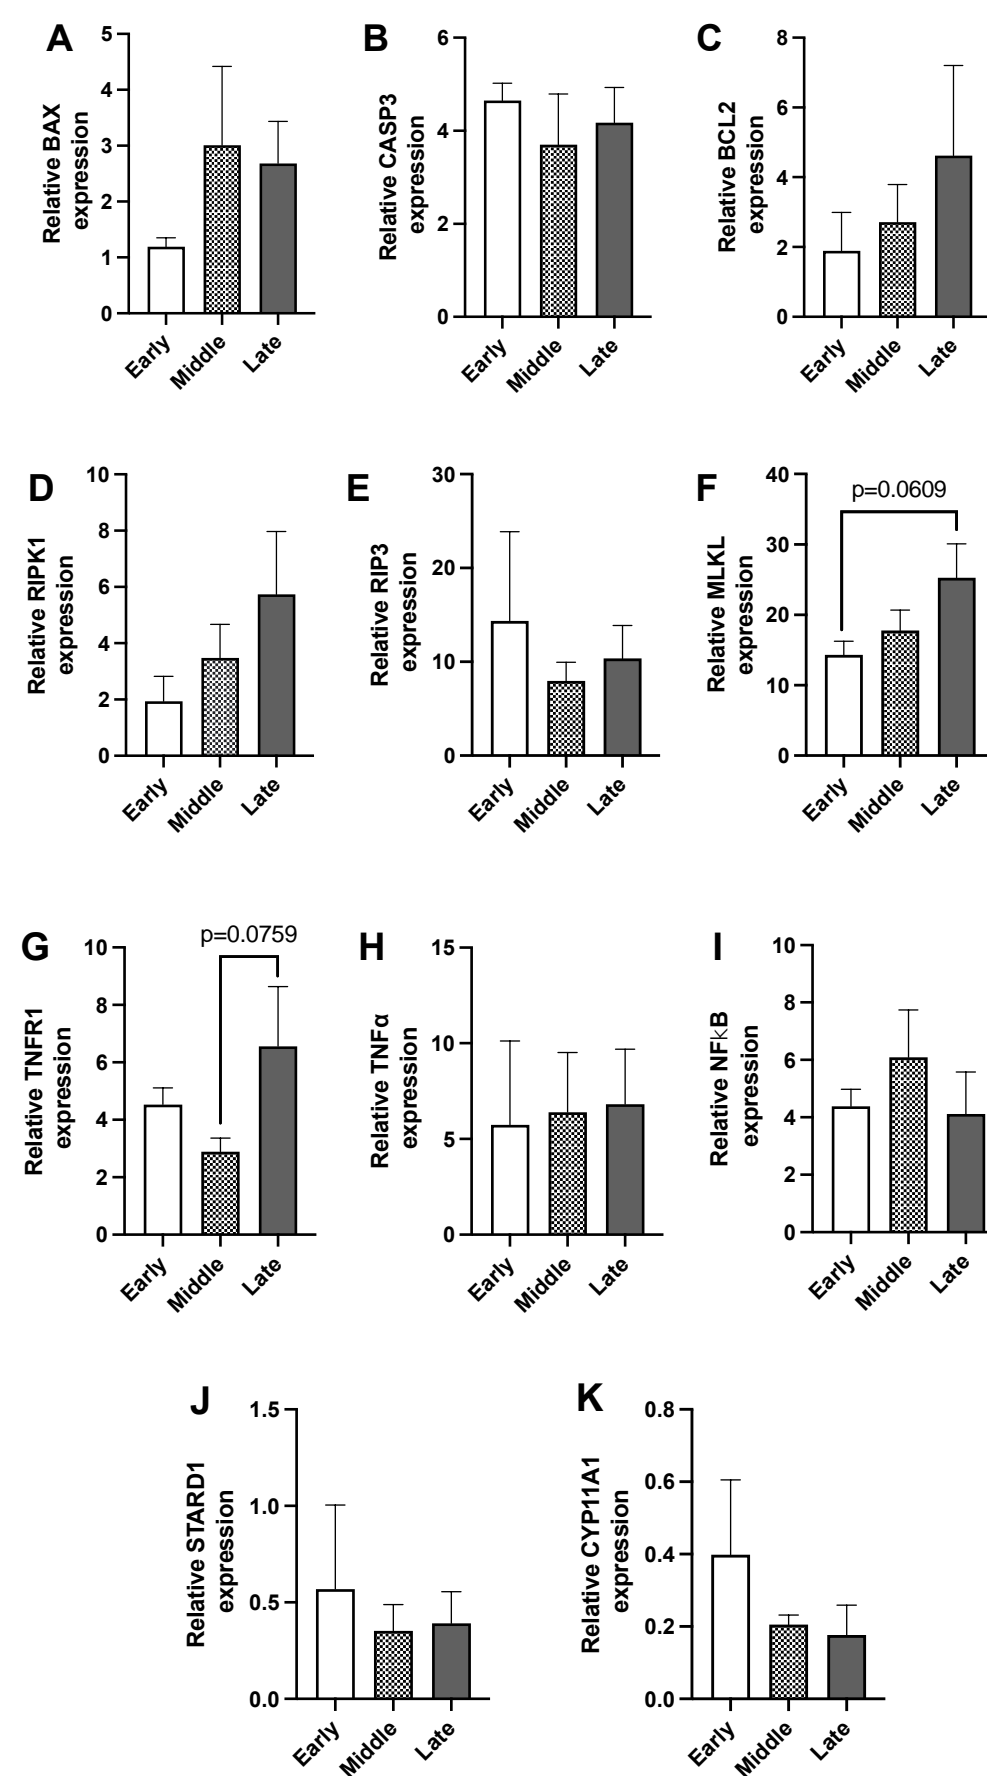 A
Relative BAX
expression
5
4
3
2
1
0
Early
Middle
Late
B
Relative CASP3
expression
6
4
2
0
Early
Middle
Late
C
Relative BCL2
expression
8
6
4
2
0
Early
Middle
Late
D
Relative RIPK1
expression
10
8
6
4
2
0
Early
Middle
Late
E
Relative RIP3
expression
30
20
10
0
Early
Middle
Late
F
Relative MLKL
expression
40
30
20
10
0
p=0.0609
Early
Middle
Late
G
Relative TNFR1
expression
10
8
6
4
2
0
p=0.0759
Early
Middle
Late
H
Relative TNFα
expression
15
10
5
0
Early
Middle
Late
I
Relative NFκB
expression
10
8
6
4
2
0
Early
Middle
Late
J
Relative STARD1
expression
1.5
1.0
0.5
0.0
Early
Middle
Late
K
Relative CYP11A1
expression
0.8
0.6
0.4
0.2
0.0
Early
Middle
Late